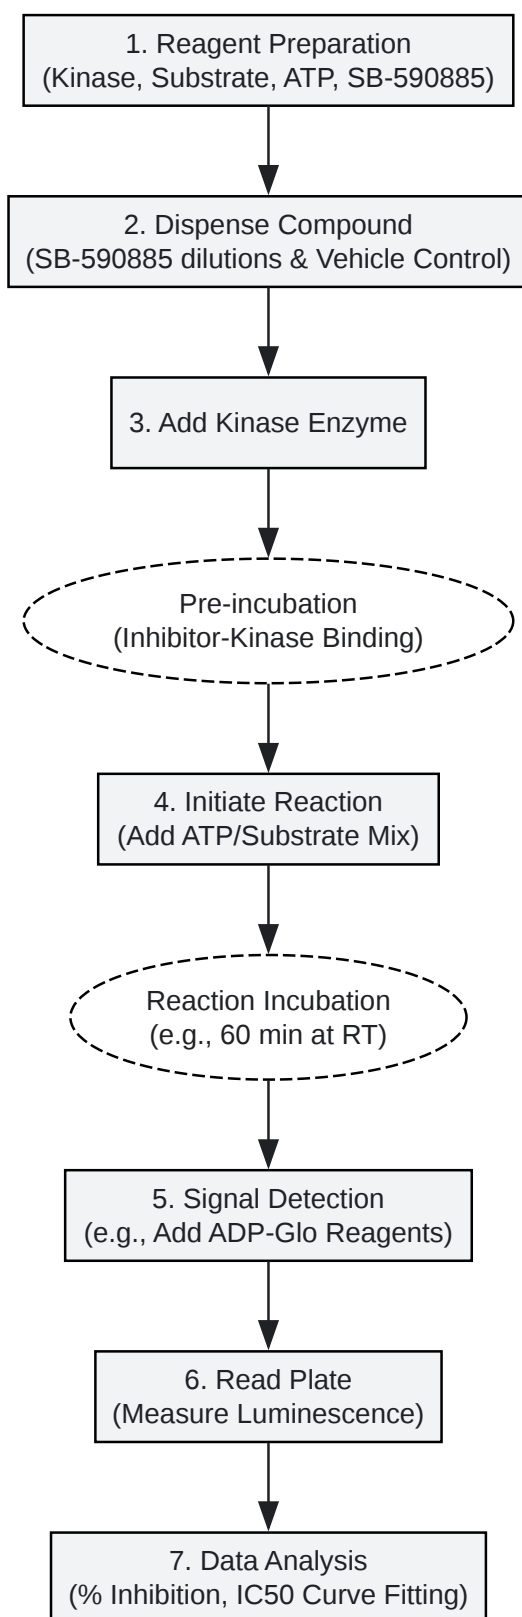 1. Reagent Preparation
(Kinase, Substrate, ATP, SB-590885)
2. Dispense Compound
(SB-590885 dilutions & Vehicle Control)
3. Add Kinase Enzyme
Pre-incubation
(Inhibitor-Kinase Binding)
4. Initiate Reaction
(Add ATP/Substrate Mix)
Reaction Incubation
(e.g., 60 min at RT)
5. Signal Detection
(e.g., Add ADP-Glo Reagents)
6. Read Plate
(Measure Luminescence)
7. Data Analysis
(% Inhibition, IC50 Curve Fitting)